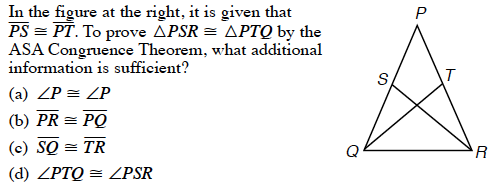 In the figure at the right, it is given that
PS ≅ PT. To prove △PSR ≅ △PTQ by the
ASA Congruence Theorem, what additional
information is sufficient?
(a) ∠P ≅ ∠P
(b) PR ≅ PQ
(c) SQ ≅ TR
(d) ∠PTQ ≅ ∠PSR
P
S
T
Q
R